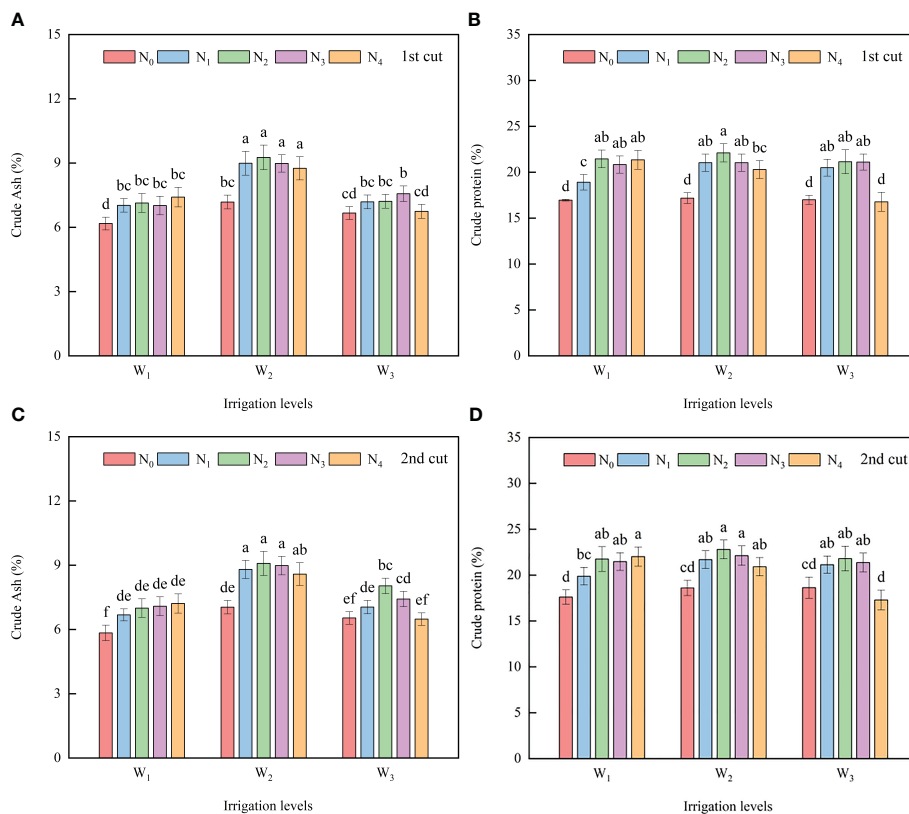 A
15
12
9
6
3
0
Crude Ash (%)
N₀ N₁ N₂ N₃ N₄ 1st cut
d bc bc bc bc
bc a a a a
cd bc bc b cd
W₁ W₂ W₃
Irrigation levels
B
35
30
25
20
15
10
5
0
Crude protein (%)
N₀ N₁ N₂ N₃ N₄ 1st cut
d c ab ab ab
d ab a ab bc
d ab ab ab d
W₁ W₂ W₃
Irrigation levels
C
15
12
9
6
3
0
Crude Ash (%)
N₀ N₁ N₂ N₃ N₄ 2nd cut
f de de de de
de a a a ab
ef de bc cd ef
W₁ W₂ W₃
Irrigation levels
D
35
30
25
20
15
10
5
0
Crude protein (%)
N₀ N₁ N₂ N₃ N₄ 2nd cut
d bc ab ab a
cd ab a a ab
cd ab ab ab d
W₁ W₂ W₃
Irrigation levels